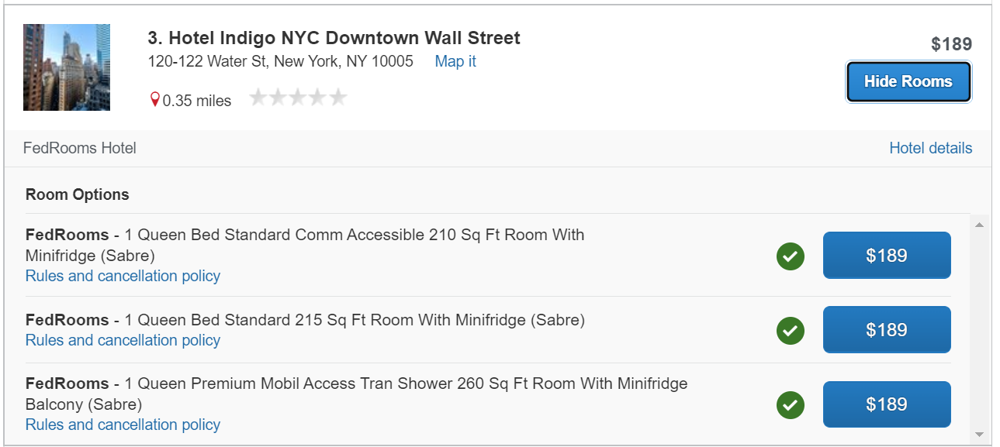 3. Hotel Indigo NYC Downtown Wall Street
120-122 Water St, New York, NY 10005 Map it
0.35 miles
$189
Hide Rooms
FedRooms Hotel
Hotel details
Room Options
FedRooms - 1 Queen Bed Standard Comm Accessible 210 Sq Ft Room With
Minifridge (Sabre)
Rules and cancellation policy
$189
FedRooms - 1 Queen Bed Standard 215 Sq Ft Room With Minifridge (Sabre)
Rules and cancellation policy
$189
FedRooms - 1 Queen Premium Mobil Access Tran Shower 260 Sq Ft Room With Minifridge
Balcony (Sabre)
Rules and cancellation policy
$189